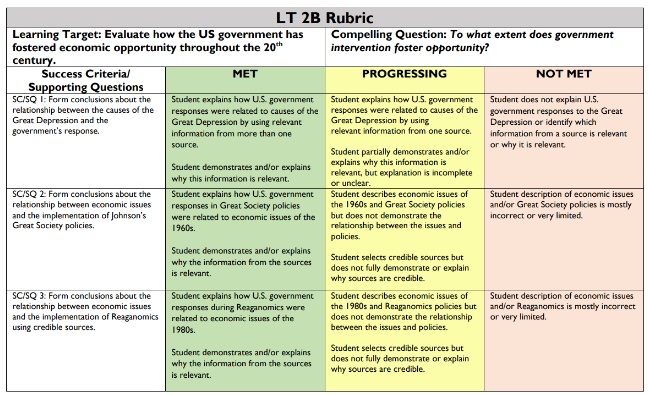 LT 2B Rubric
Learning Target: Evaluate how the US government has
fostered economic opportunity throughout the 20th
century.
Compelling Question: To what extent does government
intervention foster opportunity?
Success Criteria/
Supporting Questions
MET
PROGRESSING
NOT MET
SC/SQ 1: Form conclusions about the
relationship between the causes of the
Great Depression and the
government's response.
Student explains how U.S. government
responses were related to causes of the
Great Depression by using relevant
information from more than one
source.
Student demonstrates and/or explains
why this information is relevant.
Student explains how U.S. government
responses were related to causes of the
Great Depression by using
relevant information from one source.
Student partially demonstrates and/or
explains why this information is
relevant, but explanation is incomplete
or unclear.
Student does not explain U.S.
government responses to the Great
Depression or identify which
information from a source is relevant
or why it is relevant.
SC/SQ 2: Form conclusions about the
relationship between economic issues
and the implementation of Johnson's
Great Society policies.
Student explains how U.S. government
responses in Great Society policies
were related to economic issues of the
1960s.
Student demonstrates and/or explains
why the information from the sources
is relevant.
Student describes economic issues of
the 1960s and Great Society policies
but does not demonstrate the
relationship between the issues and
policies.
Student selects credible sources but
does not fully demonstrate or explain
why sources are credible.
Student description of economic issues
and/or Great Society policies is mostly
incorrect or very limited.
SC/SQ 3: Form conclusions about the
relationship between economic issues
and the implementation of Reaganomics
using credible sources.
Student explains how U.S. government
responses during Reaganomics were
related to economic issues of the
1980s.
Student demonstrates and/or explains
why the information from the sources
is relevant.
Student describes economic issues of
the 1980s and Reaganomics policies but
does not demonstrate the relationship
between the issues and policies.
Student selects credible sources but
does not fully demonstrate or explain
why sources are credible.
Student description of economic issues
and/or Reaganomics is mostly incorrect
or very limited.